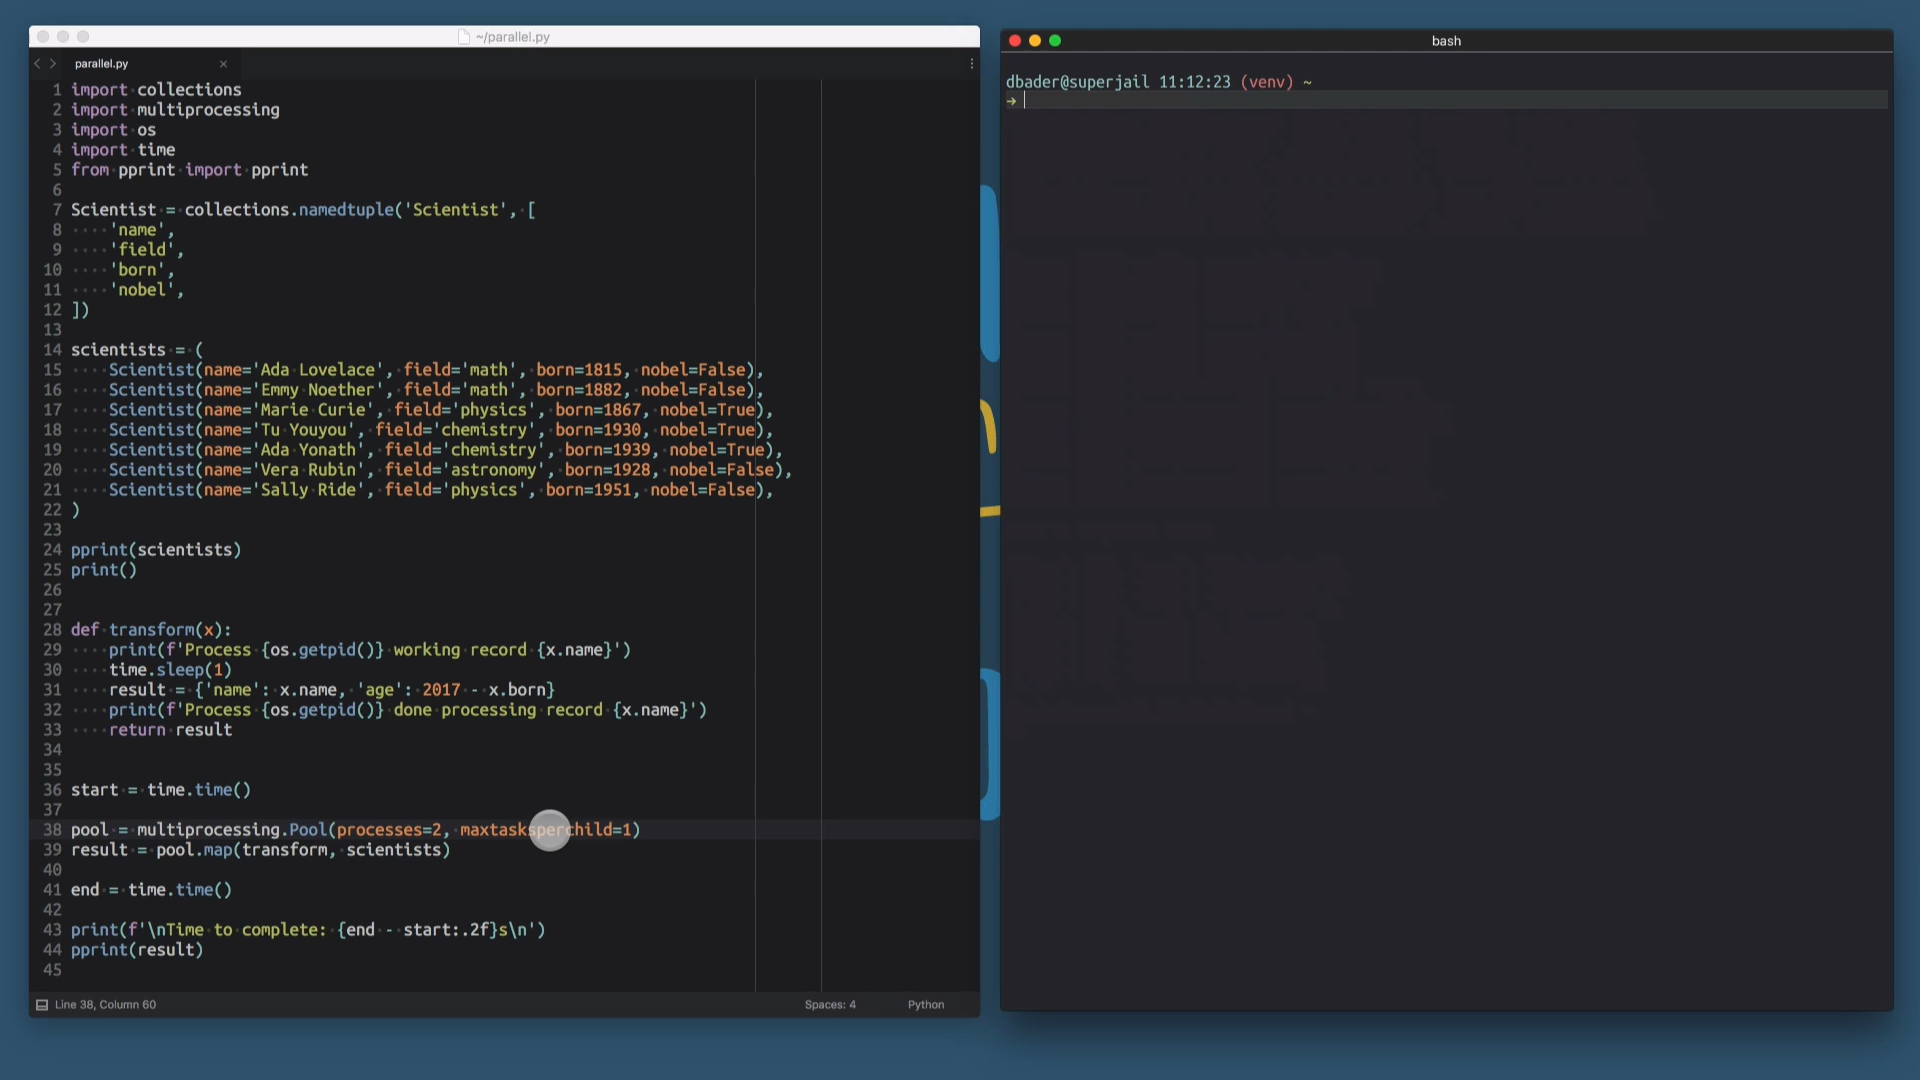 ~/parallel.py
parallel.py
1 import collections
2 import multiprocessing
3 import os
4 import time
5 from pprint import pprint
6
7 Scientist = collections.namedtuple('Scientist', [
8     'name',
9     'field',
10     'born',
11     'nobel',
12 ])
13
14 scientists = (
15     Scientist(name='Ada Lovelace', field='math', born=1815, nobel=False),
16     Scientist(name='Emmy Noether', field='math', born=1882, nobel=False),
17     Scientist(name='Marie Curie', field='physics', born=1867, nobel=True),
18     Scientist(name='Tu Youyou', field='chemistry', born=1930, nobel=True),
19     Scientist(name='Ada Yonath', field='chemistry', born=1939, nobel=True),
20     Scientist(name='Vera Rubin', field='astronomy', born=1928, nobel=False),
21     Scientist(name='Sally Ride', field='physics', born=1951, nobel=False),
22 )
23
24 pprint(scientists)
25 print()
26
27
28 def transform(x):
29     print(f'Process {os.getpid()} working record {x.name}')
30     time.sleep(1)
31     result = {'name': x.name, 'age': 2017 - x.born}
32     print(f'Process {os.getpid()} done processing record {x.name}')
33     return result
34
35
36 start = time.time()
37
38 pool = multiprocessing.Pool(processes=2, maxtasksperchild=1)
39 result = pool.map(transform, scientists)
40
41 end = time.time()
42
43 print(f'\nTime to complete: {end - start:.2f}s\n')
44 pprint(result)
45
Line 38, Column 60
Spaces: 4
Python
bash
dbader@superjail 11:12:23 (venv) ~
→